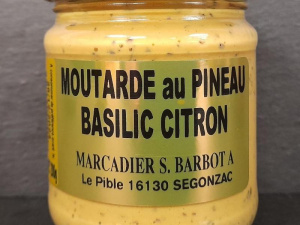 MOUTARDE au PINEAU
BASILIC CITRON
MARCADIER S. BARBOT A
Le Pible 16130 SEGONZAC